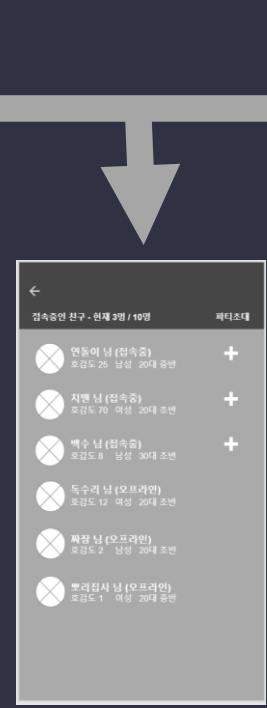 접속중인 친구 - 현재 3명 / 10명 파티초대
연돌이 님 (접속중)
호감도 25 남성 20대 중반
치맨 님 (접속중)
호감도 70 여성 20대 초반
백수 님 (접속중)
호감도 8 남성 30대 초반
독수리 님 (오프라인)
호감도 12 여성 20대 초반
짜장 님 (오프라인)
호감도 2 남성 20대 초반
뽀리집사 님 (오프라인)
호감도 1 여성 20대 중반